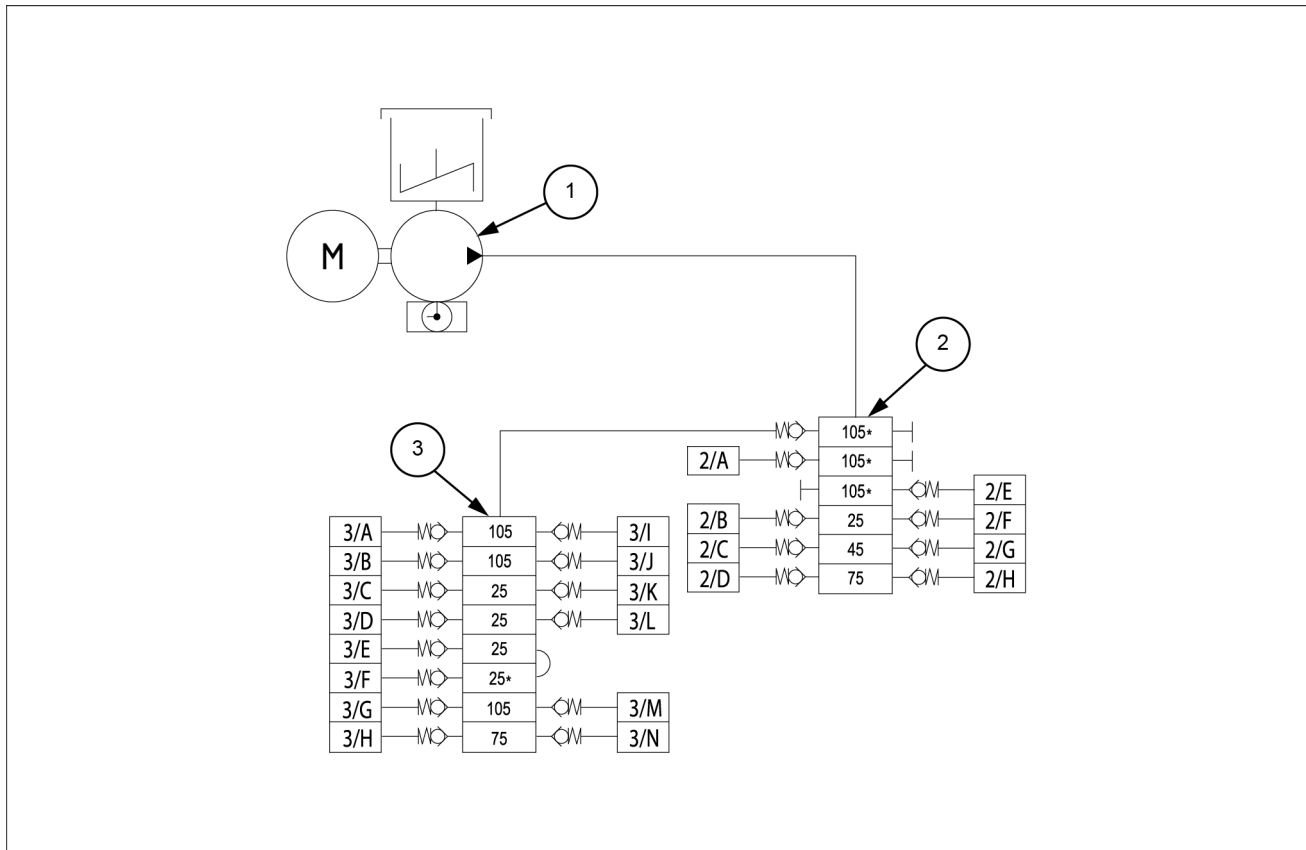 1
M
2
105*
3
2/A 105*
105* 2/E
2/B 25 2/F
3/A 105 3/I
2/C 45 2/G
3/B 105 3/J
2/D 75 2/H
3/C 25 3/K
3/D 25 3/L
3/E 25
3/F 25*
3/G 105 3/M
3/H 75 3/N